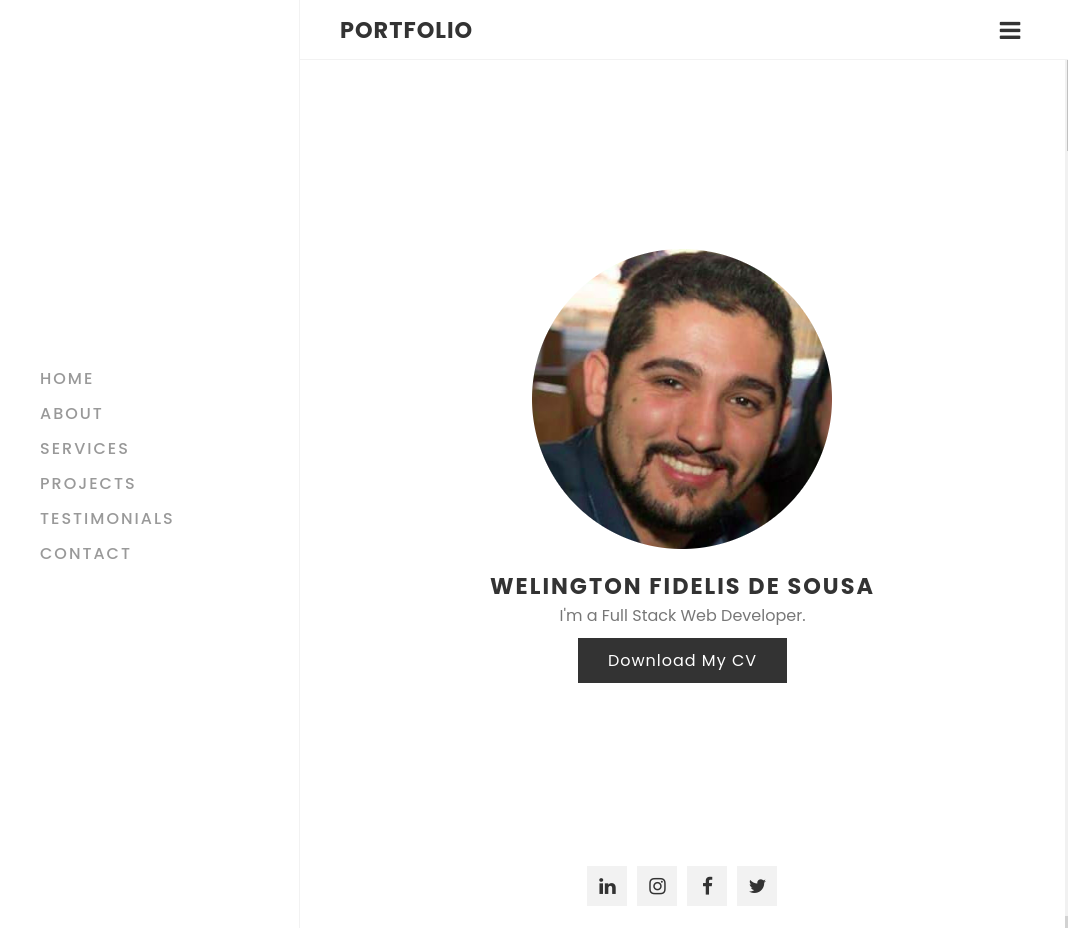 PORTFOLIO
HOME
ABOUT
SERVICES
PROJECTS
TESTIMONIALS
CONTACT
WELINGTON FIDELIS DE SOUSA
I'm a Full Stack Web Developer.
Download My CV